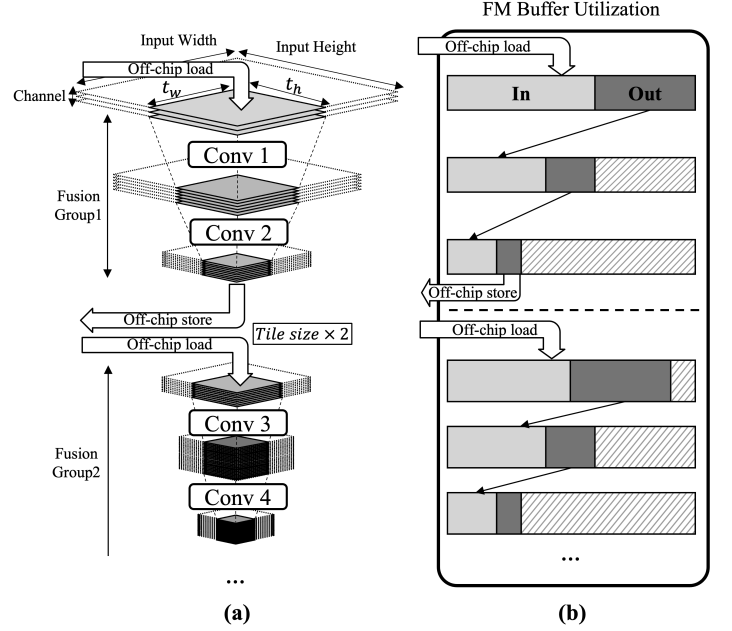 FM Buffer Utilization
Input Width
Input Height
Off-chip load
Channel
t_w
t_h
Conv 1
Fusion
Group1
Conv 2
Off-chip store
Tile size × 2
Off-chip load
Conv 3
Fusion
Group2
Conv 4
...
(a)
Off-chip load
In
Out
Off-chip store
Off-chip load
...
(b)